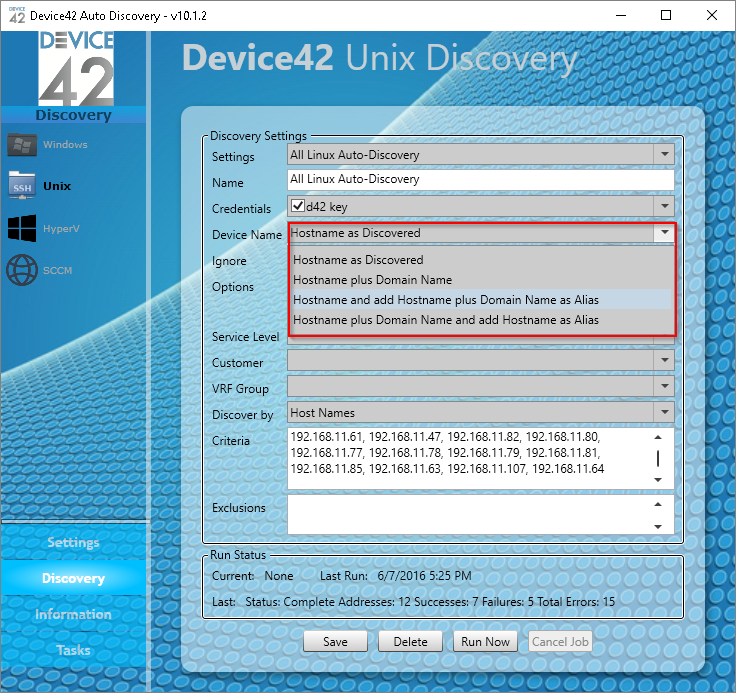 DEVICE 42 Device42 Auto Discovery - v10.1.2
DEVICE
42
Discovery
Windows
SSH Unix
HyperV
SCCM
Settings
Discovery
Information
Tasks
Device42 Unix Discovery
Discovery Settings
Settings All Linux Auto-Discovery
Name All Linux Auto-Discovery
Credentials d42 key
Device Name Hostname as Discovered
Ignore Hostname as Discovered
Hostname plus Domain Name
Options
Hostname and add Hostname plus Domain Name as Alias
Hostname plus Domain Name and add Hostname as Alias
Service Level
Customer
VRF Group
Discover by Host Names
Criteria 192.168.11.61, 192.168.11.47, 192.168.11.82, 192.168.11.80,
192.168.11.77, 192.168.11.78, 192.168.11.79, 192.168.11.81,
192.168.11.85, 192.168.11.63, 192.168.11.107, 192.168.11.64
Exclusions
Run Status
Current: None Last Run: 6/7/2016 5:25 PM
Last: Status: Complete Addresses: 12 Successes: 7 Failures: 5 Total Errors: 15
Save Delete Run Now Cancel Job